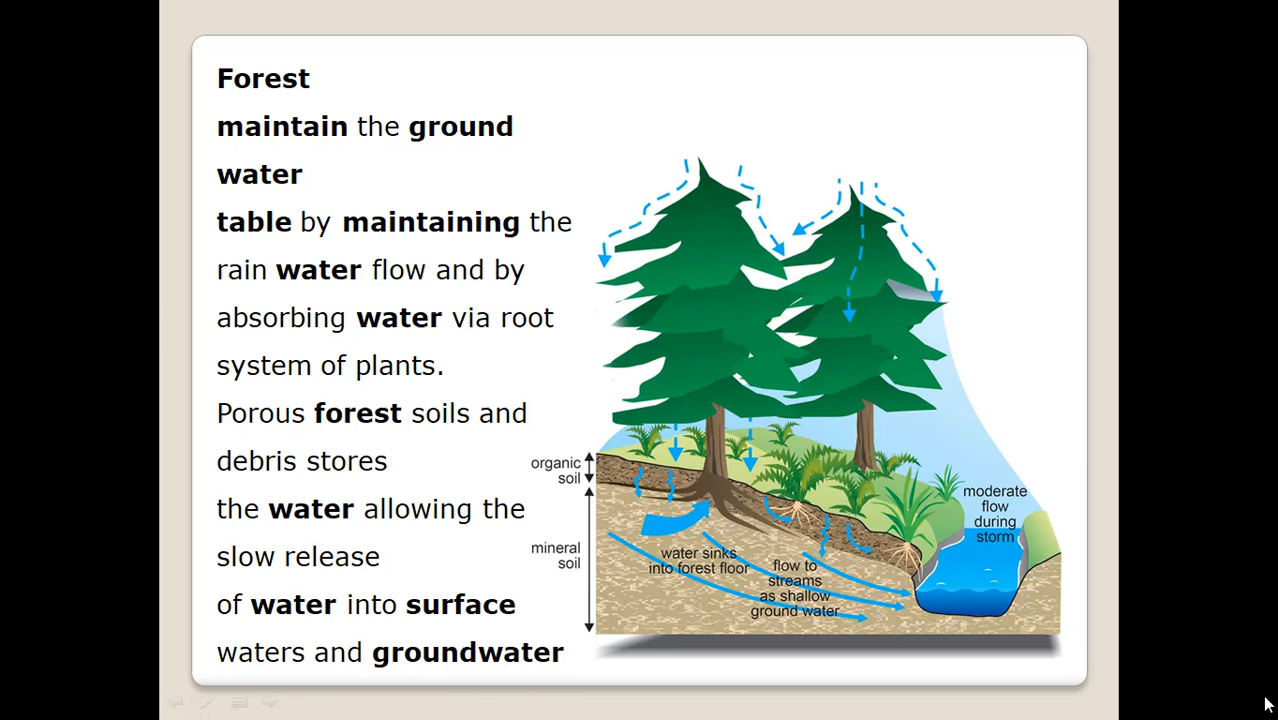 Forest
maintain the ground
water
table by maintaining the
rain water flow and by
absorbing water via root
system of plants.
Porous forest soils and
debris stores
the water allowing the
slow release
of water into surface
waters and groundwater
organic
soil
mineral
soil
water sinks
into forest floor
flow to
streams
as shallow
ground water
moderate
flow
during
storm